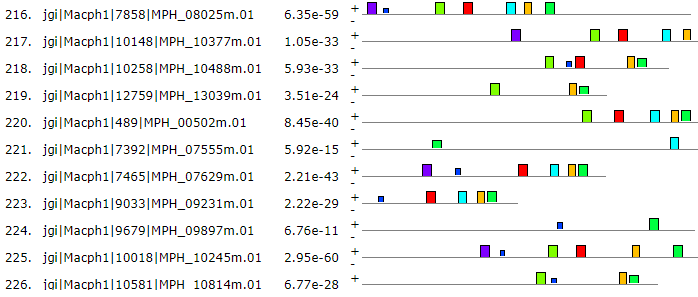 216. jgi|Macph1|7858|MPH_08025m.01 6.35e-59 + -
217. jgi|Macph1|10148|MPH_10377m.01 1.05e-33 + -
218. jgi|Macph1|10258|MPH_10488m.01 5.93e-33 + -
219. jgi|Macph1|12759|MPH_13039m.01 3.51e-24 + -
220. jgi|Macph1|489|MPH_00502m.01 8.45e-40 + -
221. jgi|Macph1|7392|MPH_07555m.01 5.92e-15 + -
222. jgi|Macph1|7465|MPH_07629m.01 2.21e-43 + -
223. jgi|Macph1|9033|MPH_09231m.01 2.22e-29 + -
224. jgi|Macph1|9679|MPH_09897m.01 6.76e-11 + -
225. jgi|Macph1|10018|MPH_10245m.01 2.95e-60 + -
226. jgi|Macph1|10581|MPH_10814m.01 6.77e-28 + -